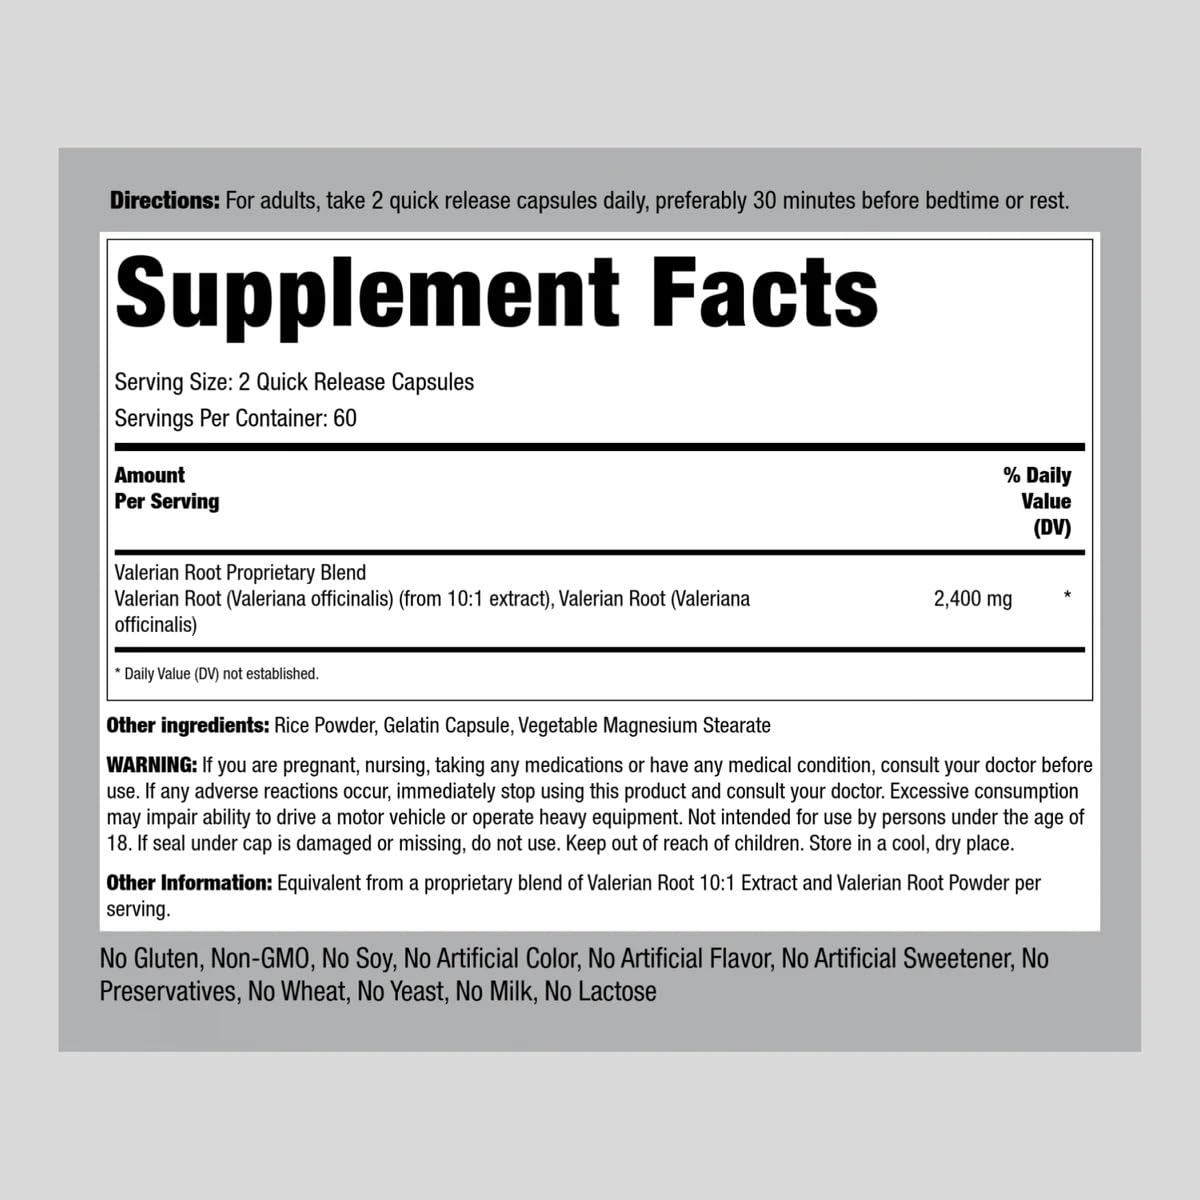 Directions: For adults, take 2 quick release capsules daily, preferably 30 minutes before bedtime or rest.
Supplement Facts
Serving Size: 2 Quick Release Capsules
Servings Per Container: 60
Amount
Per Serving
% Daily
Value
(DV)
Valerian Root Proprietary Blend
Valerian Root (Valeriana officinalis) (from 10:1 extract), Valerian Root (Valeriana 2,400 mg *
officinalis)
* Daily Value (DV) not established.
Other ingredients: Rice Powder, Gelatin Capsule, Vegetable Magnesium Stearate
WARNING: If you are pregnant, nursing, taking any medications or have any medical condition, consult your doctor before
use. If any adverse reactions occur, immediately stop using this product and consult your doctor. Excessive consumption
may impair ability to drive a motor vehicle or operate heavy equipment. Not intended for use by persons under the age of
18. If seal under cap is damaged or missing, do not use. Keep out of reach of children. Store in a cool, dry place.
Other Information: Equivalent from a proprietary blend of Valerian Root 10:1 Extract and Valerian Root Powder per
serving.
No Gluten, Non-GMO, No Soy, No Artificial Color, No Artificial Flavor, No Artificial Sweetener, No
Preservatives, No Wheat, No Yeast, No Milk, No Lactose